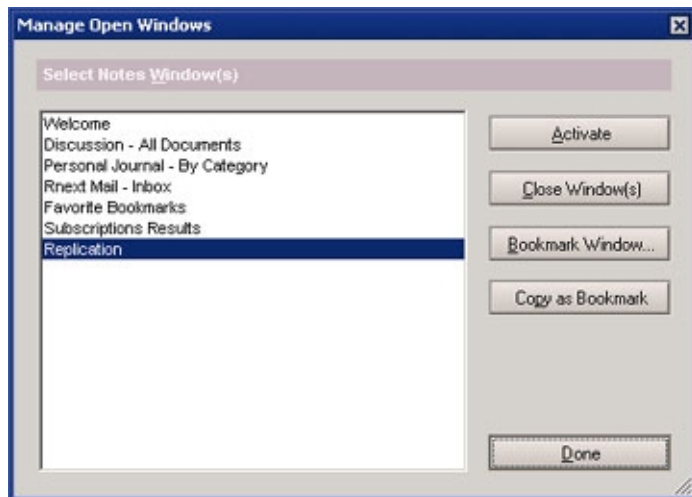 Manage Open Windows
Select Notes Window(s)
Welcome
Discussion - All Documents
Personal Journal - By Category
Rnext Mail - Inbox
Favorite Bookmarks
Subscriptions Results
Replication
Activate
Close Window(s)
Bookmark Window...
Copy as Bookmark
Done